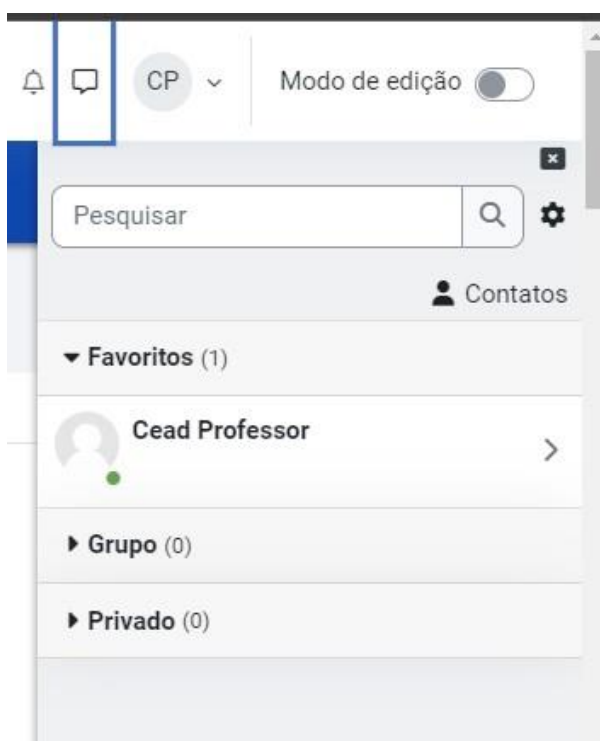 CP
Modo de edição
Pesquisar
Contatos
Favoritos (1)
Cead Professor
Grupo (0)
Privado (0)